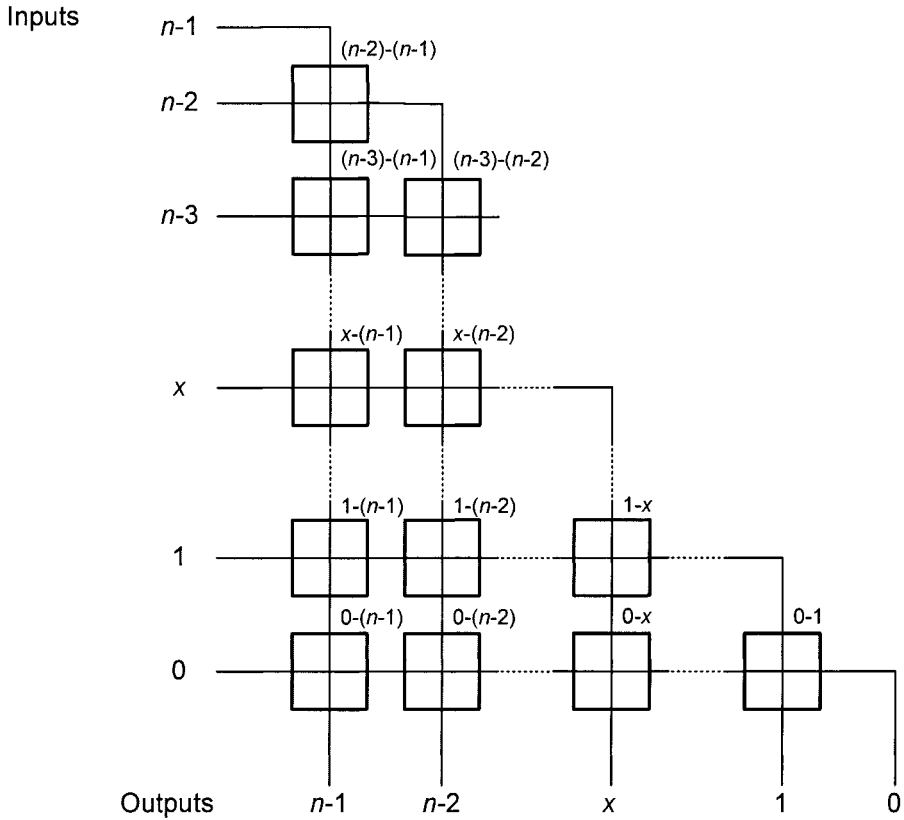 Inputs
n-1
(n-2)-(n-1)
n-2
(n-3)-(n-1) (n-3)-(n-2)
n-3
x-(n-1) x-(n-2)
x
1-(n-1) 1-(n-2) 1-x
1
0-(n-1) 0-(n-2) 0-x 0-1
0
Outputs n-1 n-2 x 1 0